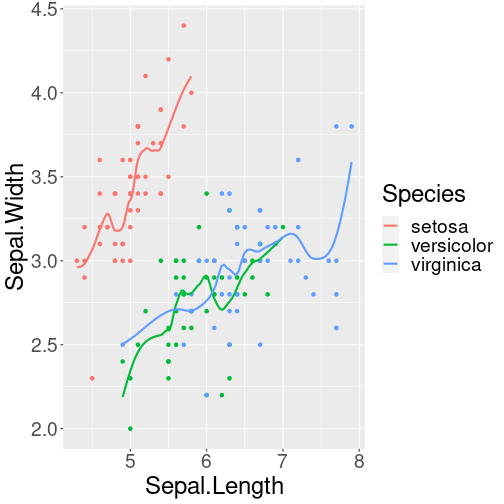 4.5
4.0
3.5
3.0
2.5
2.0
Sepal.Width
5 6 7 8
Sepal.Length
Species
setosa
versicolor
virginica